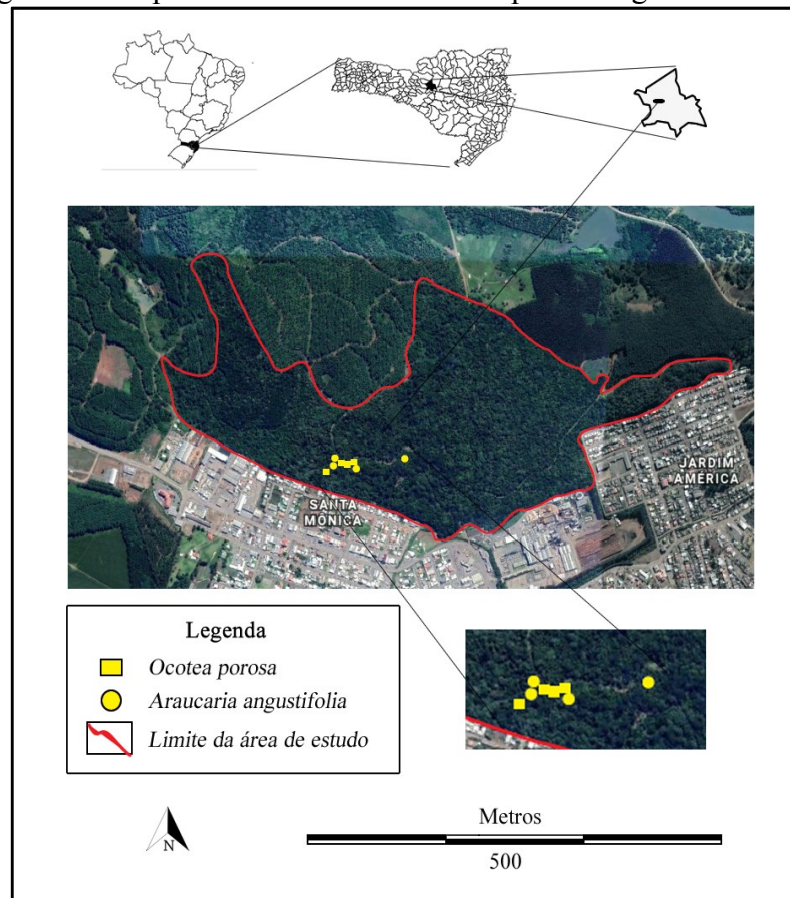 SANTA
MÔNICA
JARDIM
AMÉRICA
Legenda
Ocotea porosa
Araucaria angustifolia
Limite da área de estudo
N
Metros
500